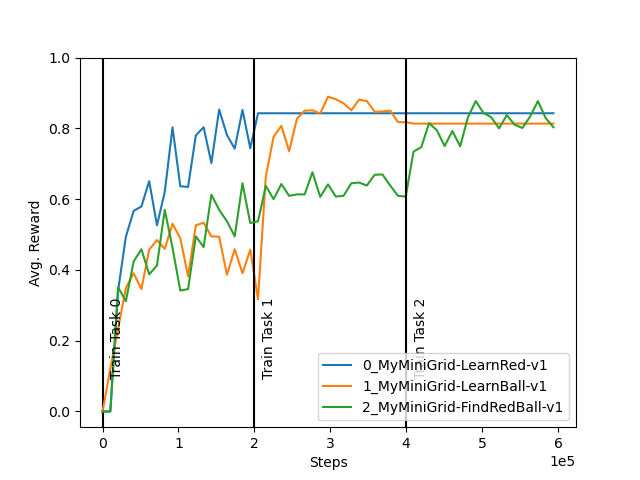 1.0
0.8
0.6
0.4
0.2
0.0
Avg. Reward
Train Task 0
Train Task 1
Train Task 2
0_MyMiniGrid-LearnRed-v1
1_MyMiniGrid-LearnBall-v1
2_MyMiniGrid-FindRedBall-v1
0 1 2 3 4 5 6
1e5
Steps